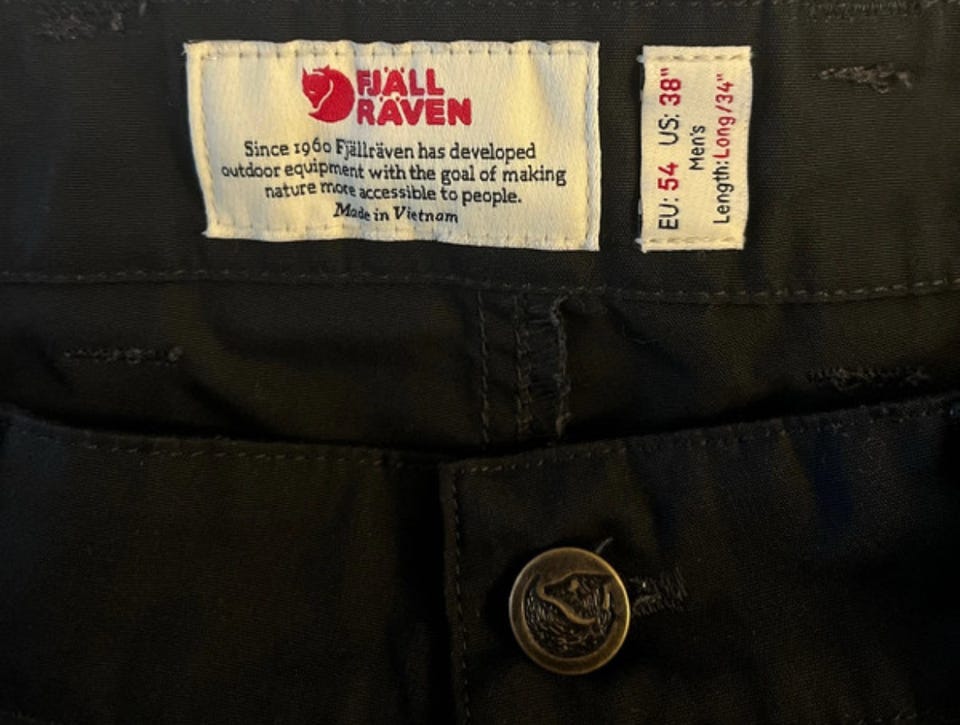 FJÄLL
RÄVEN
Since 1960 Fjällräven has developed
outdoor equipment with the goal of making
nature more accessible to people.
Made in Vietnam
EU: 54 US: 38"
Men's
Length: Long/34"